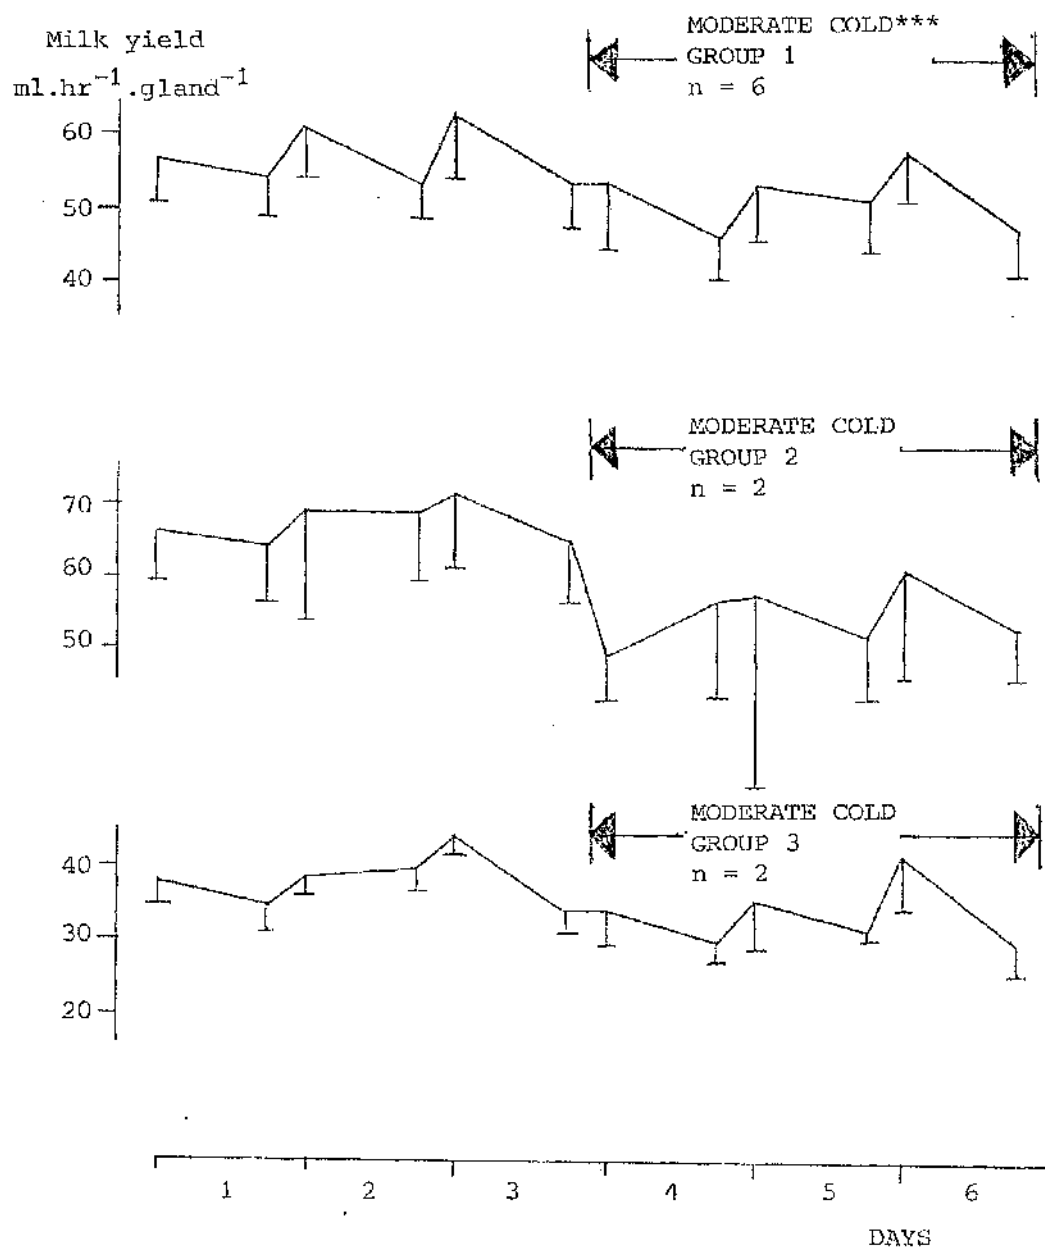 Milk yield
ml.hr⁻¹.gland⁻¹
MODERATE COLD***
GROUP 1
n = 6
60
50
40
MODERATE COLD
GROUP 2
n = 2
70
60
50
MODERATE COLD
GROUP 3
n = 2
40
30
20
1 2 3 4 5 6
DAYS